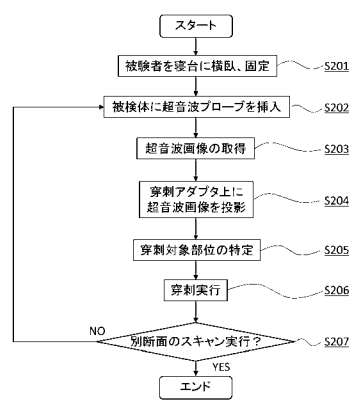 スタート
被験者を寝台に横臥、固定
S201
被検体に超音波プローブを挿入
S202
超音波画像の取得
S203
穿刺アダプタ上に
超音波画像を投影
S204
穿刺対象部位の特定
S205
穿刺実行
S206
NO
別断面のスキャン実行？
S207
YES
エンド